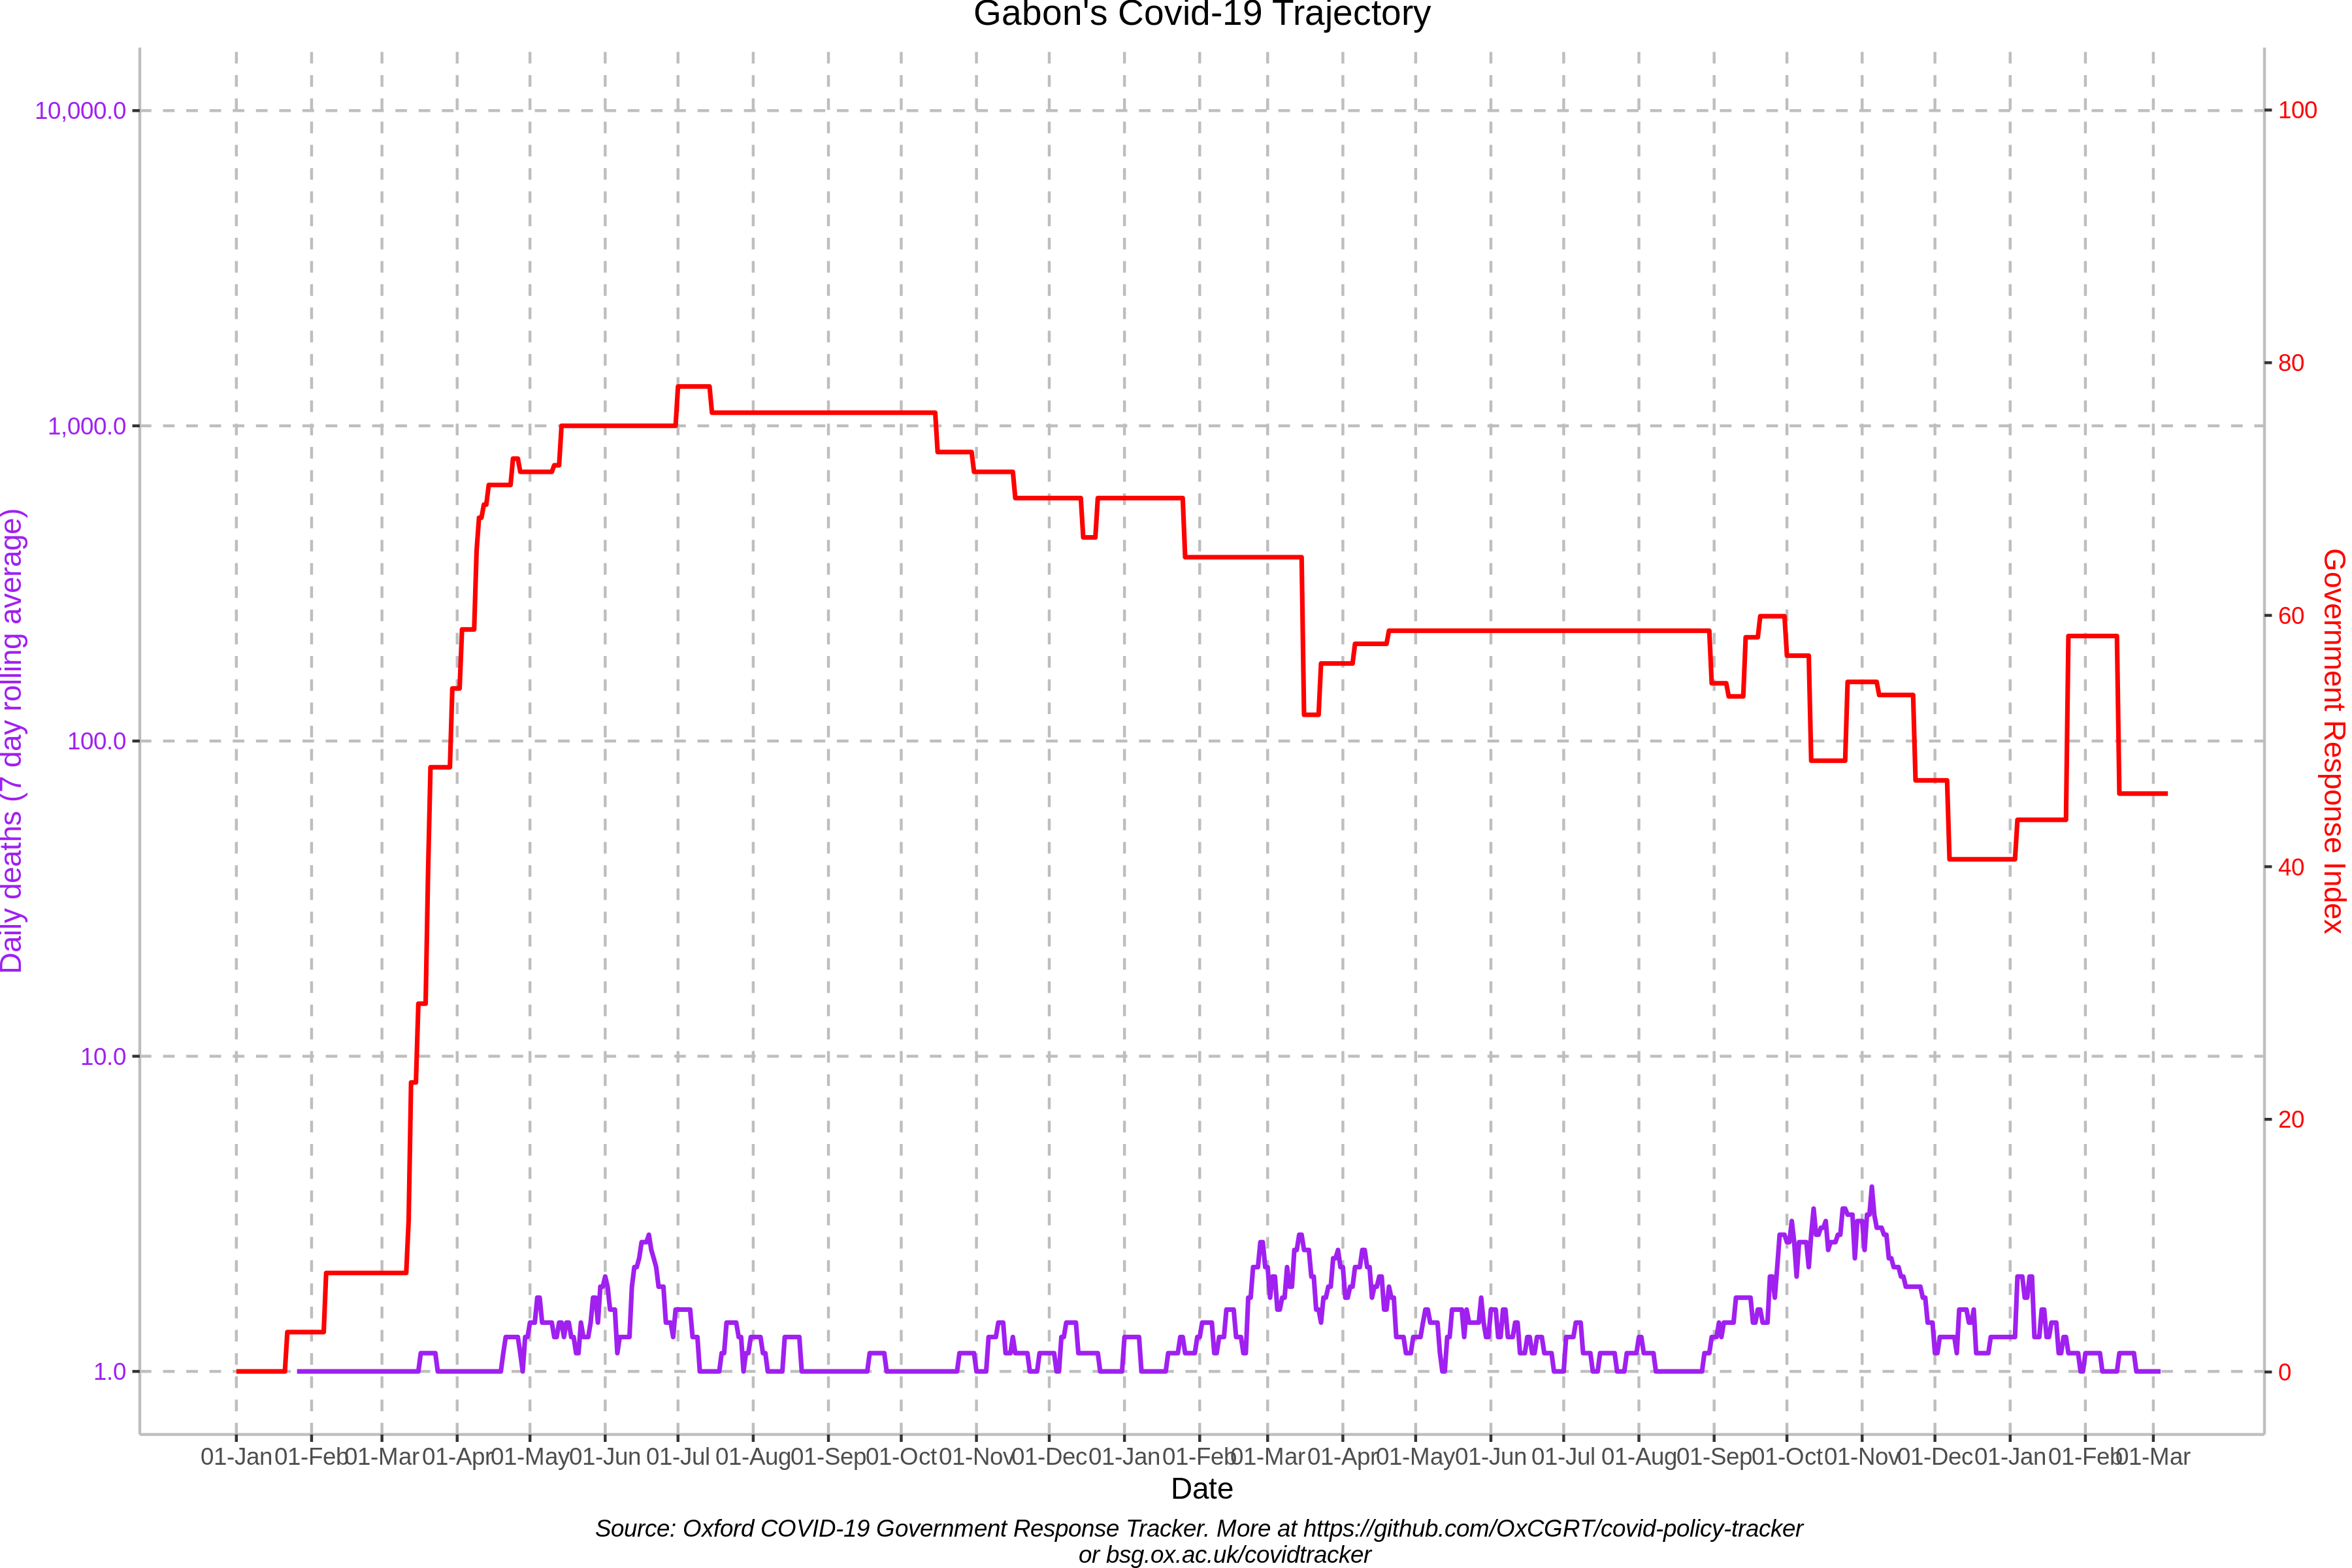 Gabon's Covid-19 Trajectory
10,000.0
1,000.0
100.0
10.0
1.0
Daily deaths (7 day rolling average)
100
80
60
40
20
0
Government Response Index
01-Jan 01-Feb 01-Mar 01-Apr 01-May 01-Jun 01-Jul 01-Aug 01-Sep 01-Oct 01-Nov 01-Dec 01-Jan 01-Feb 01-Mar 01-Apr 01-May 01-Jun 01-Jul 01-Aug 01-Sep 01-Oct 01-Nov 01-Dec 01-Jan 01-Feb 01-Mar
Date
Source: Oxford COVID-19 Government Response Tracker. More at https://github.com/OxCGRT/covid-policy-tracker
or bsg.ox.ac.uk/covidtracker